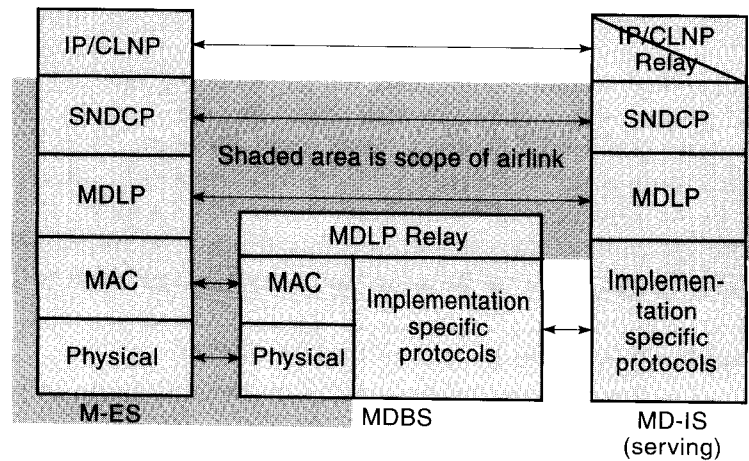 IP/CLNP
SNDCP
MDLP
MAC
Physical
M-ES
Shaded area is scope of airlink
MDLP Relay
MAC
Physical
Implementation
specific
protocols
MDBS
IP/CLNP
Relay
SNDCP
MDLP
Implemen-
tation
specific
protocols
MD-IS
(serving)